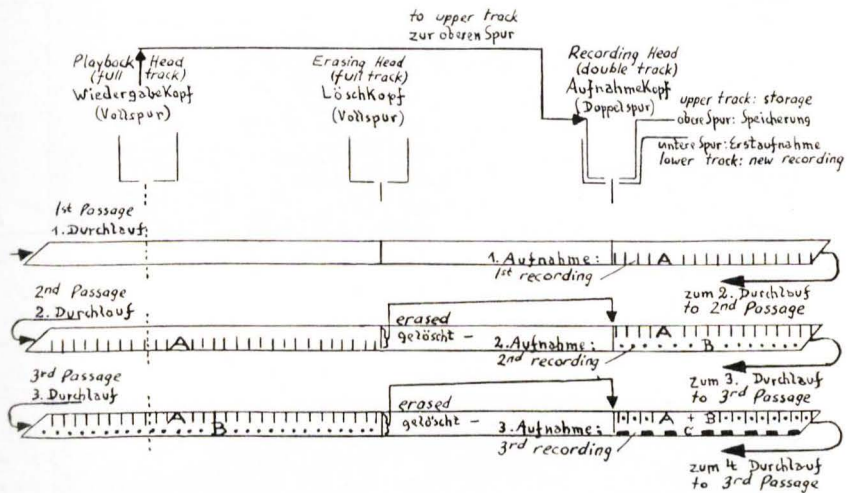 to upper track
zur oberen Spur
Playback Head
(full track)
Wiedergabekopf
(Vollspur)
Erasing Head
(full track)
Löschkopf
(Vollspur)
Recording Head
(double track)
Aufnahmekopf
(Doppelspur)
upper track: storage
obere Spur: Speicherung
untere Spur: Erstaufnahme
lower track: new recording
1st Passage
1. Durchlauf
1. Aufnahme:
1st recording
A
zum 2. Durchlauf
to 2nd Passage
2nd Passage
2. Durchlauf
A
erased
gelöscht –
2. Aufnahme:
2nd recording
A
B
zum 3. Durchlauf
to 3rd Passage
3rd Passage
3. Durchlauf
A
B
erased
gelöscht –
3. Aufnahme:
3rd recording
A + B
C
zum 4 Durchlauf
to 3rd Passage